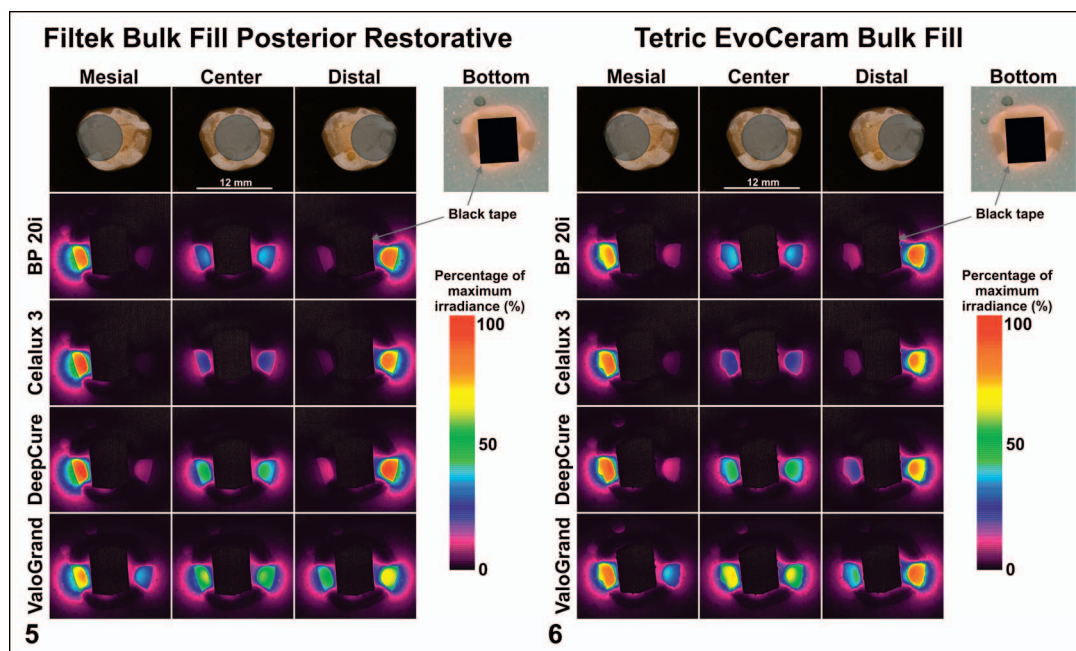 Filtek Bulk Fill Posterior Restorative
Mesial
Center
Distal
Bottom
12 mm
Black tape
BP 20i
Celalux 3
DeepCure
ValoGrand
Percentage of
maximum
irradiance (%)
100
50
0
5
Tetric EvoCeram Bulk Fill
Mesial
Center
Distal
Bottom
12 mm
Black tape
BP 20i
Celalux 3
DeepCure
ValoGrand
Percentage of
maximum
irradiance (%)
100
50
0
6